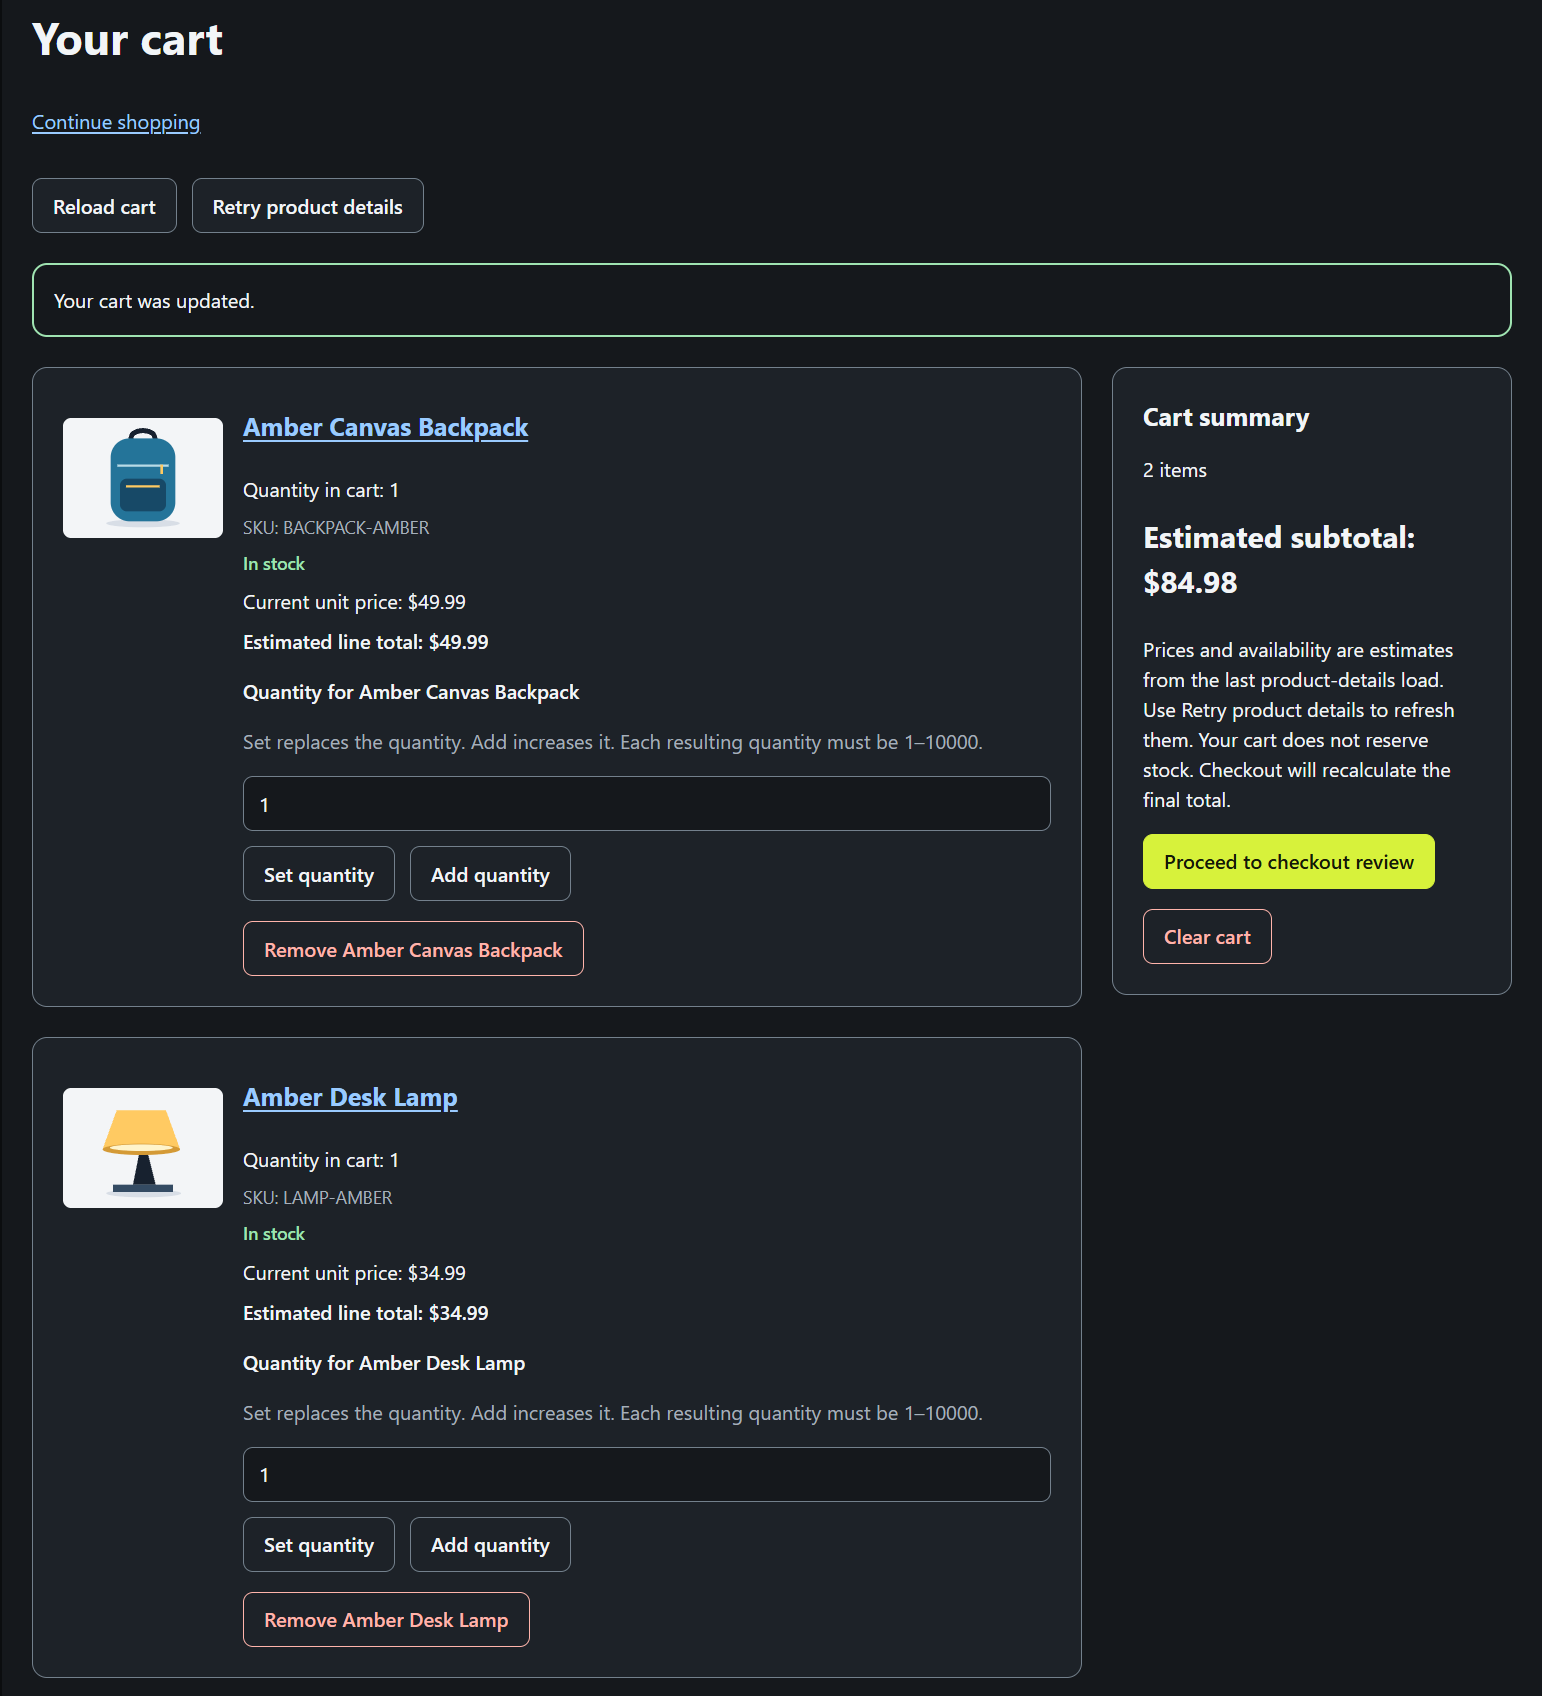 Your cart
Continue shopping
Reload cart
Retry product details
Your cart was updated.
Amber Canvas Backpack
Quantity in cart: 1
SKU: BACKPACK-AMBER
In stock
Current unit price: $49.99
Estimated line total: $49.99
Quantity for Amber Canvas Backpack
Set replaces the quantity. Add increases it. Each resulting quantity must be 1–10000.
1
Set quantity
Add quantity
Remove Amber Canvas Backpack
Cart summary
2 items
Estimated subtotal:
$84.98
Prices and availability are estimates
from the last product-details load.
Use Retry product details to refresh
them. Your cart does not reserve
stock. Checkout will recalculate the
final total.
Proceed to checkout review
Clear cart
Amber Desk Lamp
Quantity in cart: 1
SKU: LAMP-AMBER
In stock
Current unit price: $34.99
Estimated line total: $34.99
Quantity for Amber Desk Lamp
Set replaces the quantity. Add increases it. Each resulting quantity must be 1–10000.
1
Set quantity
Add quantity
Remove Amber Desk Lamp